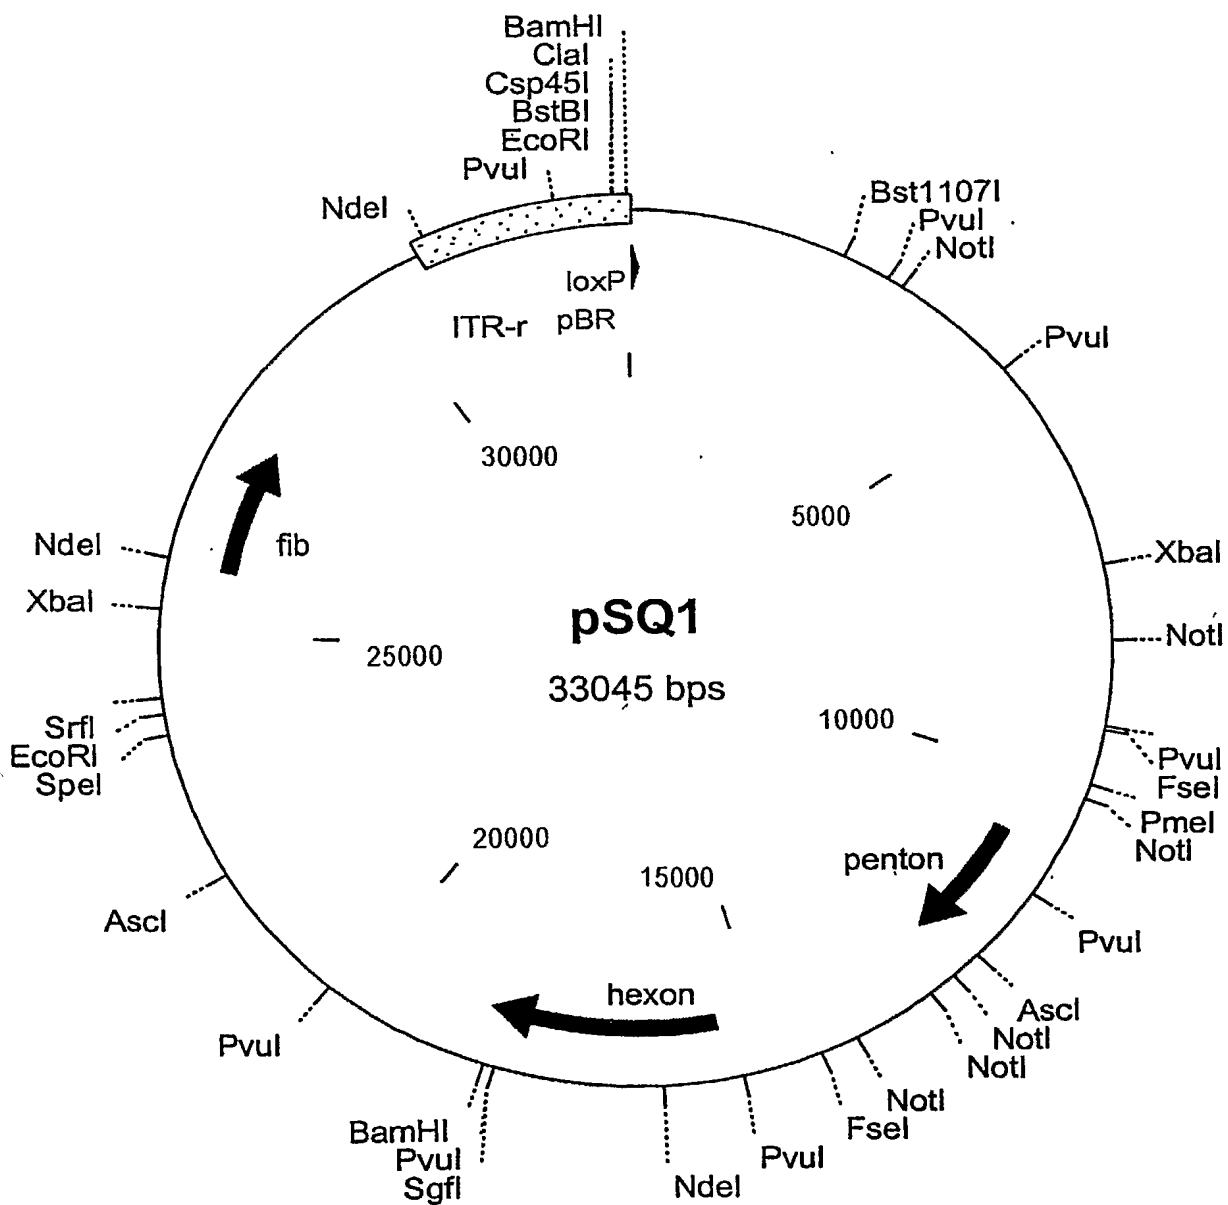 BamHI
ClaI
Csp45I
BstBI
EcoRI
PvuI
NdeI
Bst1107I
PvuI
NotI
loxP
ITR-r
pBR
PvuI
30000
5000
NdeI
fib
XbaI
XbaI
pSQ1
NotI
25000
33045 bps
10000
SrfI
EcoRI
SpeI
PvuI
FseI
PmeI
NotI
20000
15000
penton
AscI
PvuI
hexon
AscI
NotI
NotI
PvuI
NotI
FseI
BamHI
PvuI
SgfI
PvuI
NdeI